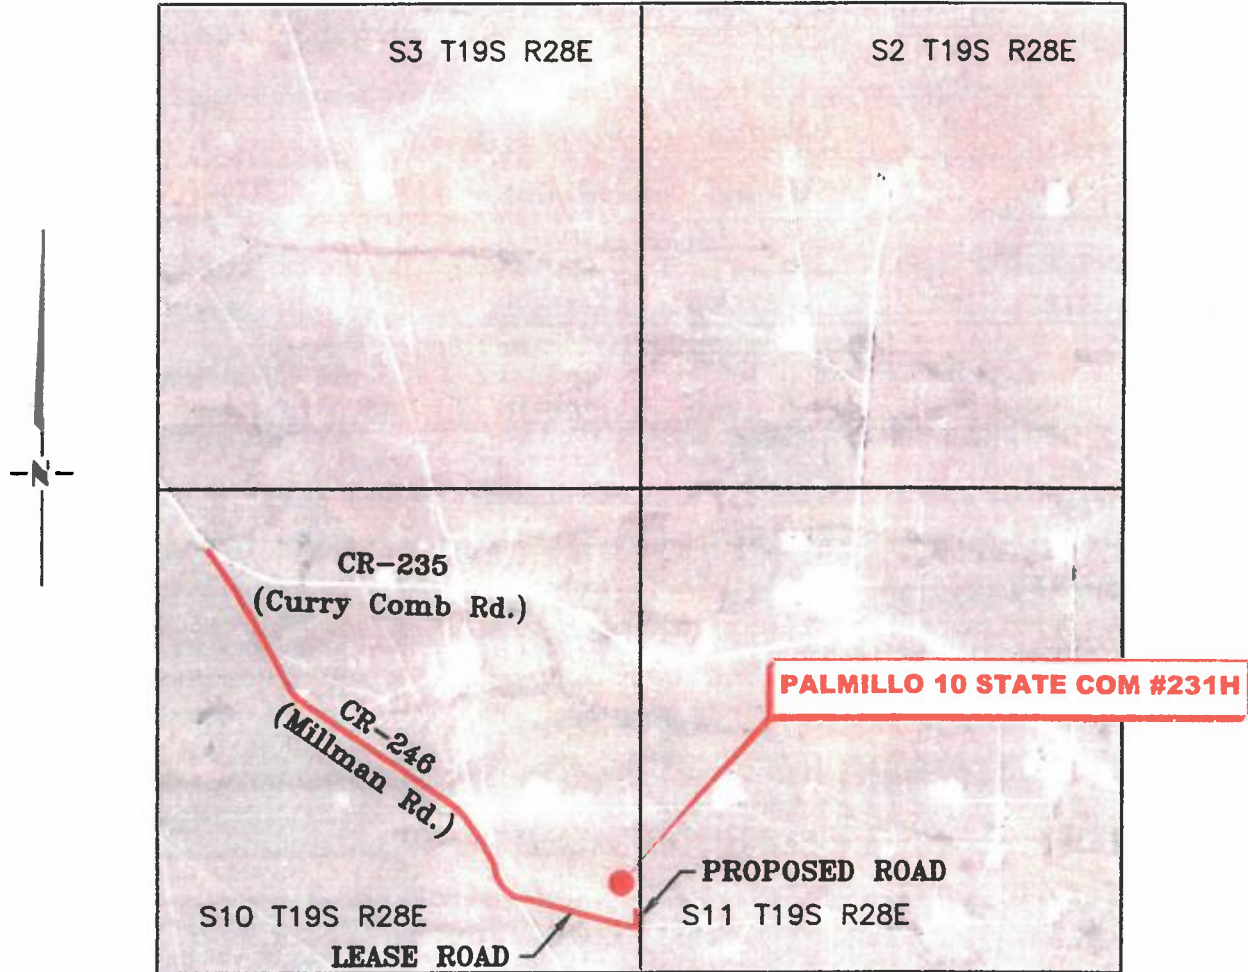 S3 T19S R28E
S2 T19S R28E
N
CR-235
(Curry Comb Rd.)
PALMILLO 10 STATE COM #231H
CR-246
(Millman Rd.)
PROPOSED ROAD
S10 T19S R28E
S11 T19S R28E
LEASE ROAD